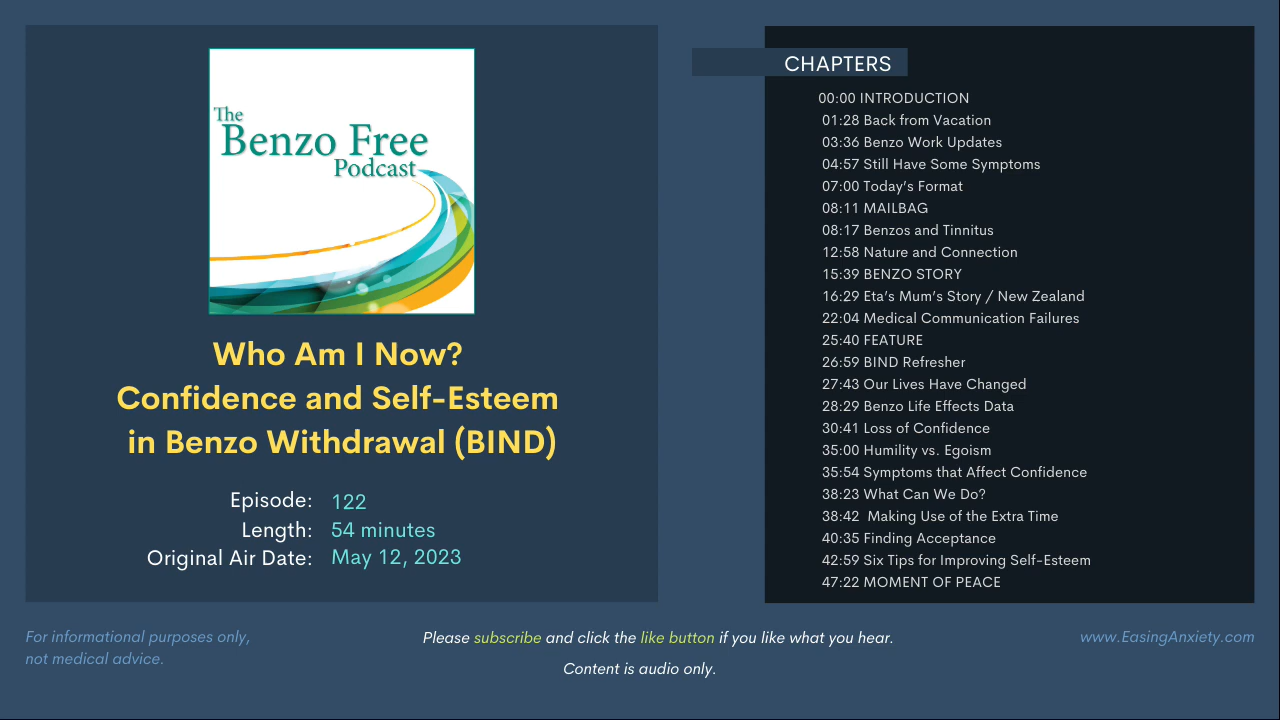 The
Benzo Free
Podcast
Who Am I Now?
Confidence and Self-Esteem
in Benzo Withdrawal (BIND)
Episode: 122
Length: 54 minutes
Original Air Date: May 12, 2023
CHAPTERS
00:00 INTRODUCTION
01:28 Back from Vacation
03:36 Benzo Work Updates
04:57 Still Have Some Symptoms
07:00 Today's Format
08:11 MAILBAG
08:17 Benzos and Tinnitus
12:58 Nature and Connection
15:39 BENZO STORY
16:29 Eta's Mum's Story / New Zealand
22:04 Medical Communication Failures
25:40 FEATURE
26:59 BIND Refresher
27:43 Our Lives Have Changed
28:29 Benzo Life Effects Data
30:41 Loss of Confidence
35:00 Humility vs. Egoism
35:54 Symptoms that Affect Confidence
38:23 What Can We Do?
38:42 Making Use of the Extra Time
40:35 Finding Acceptance
42:59 Six Tips for Improving Self-Esteem
47:22 MOMENT OF PEACE
For informational purposes only,
not medical advice.
Please subscribe and click the like button if you like what you hear.
Content is audio only.
www.EasingAnxiety.com